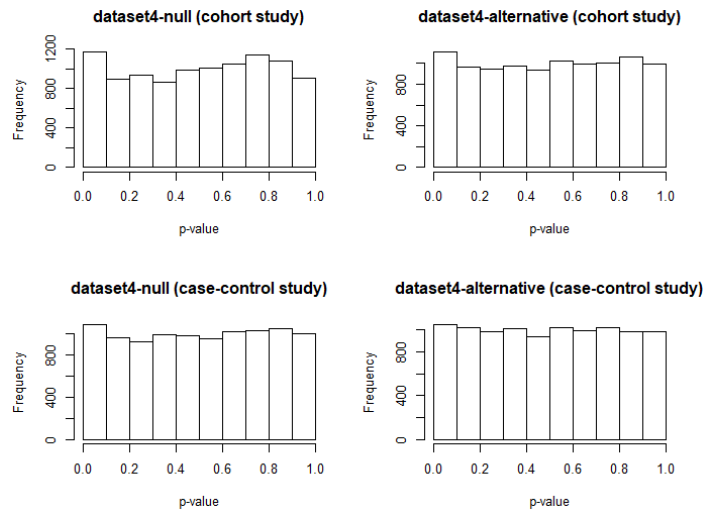 dataset4-null (cohort study)
Frequency
0 400 800 1200
0.0 0.2 0.4 0.6 0.8 1.0
p-value
dataset4-alternative (cohort study)
Frequency
0 400 800
0.0 0.2 0.4 0.6 0.8 1.0
p-value
dataset4-null (case-control study)
Frequency
0 400 800
0.0 0.2 0.4 0.6 0.8 1.0
p-value
dataset4-alternative (case-control study)
Frequency
0 400 800
0.0 0.2 0.4 0.6 0.8 1.0
p-value